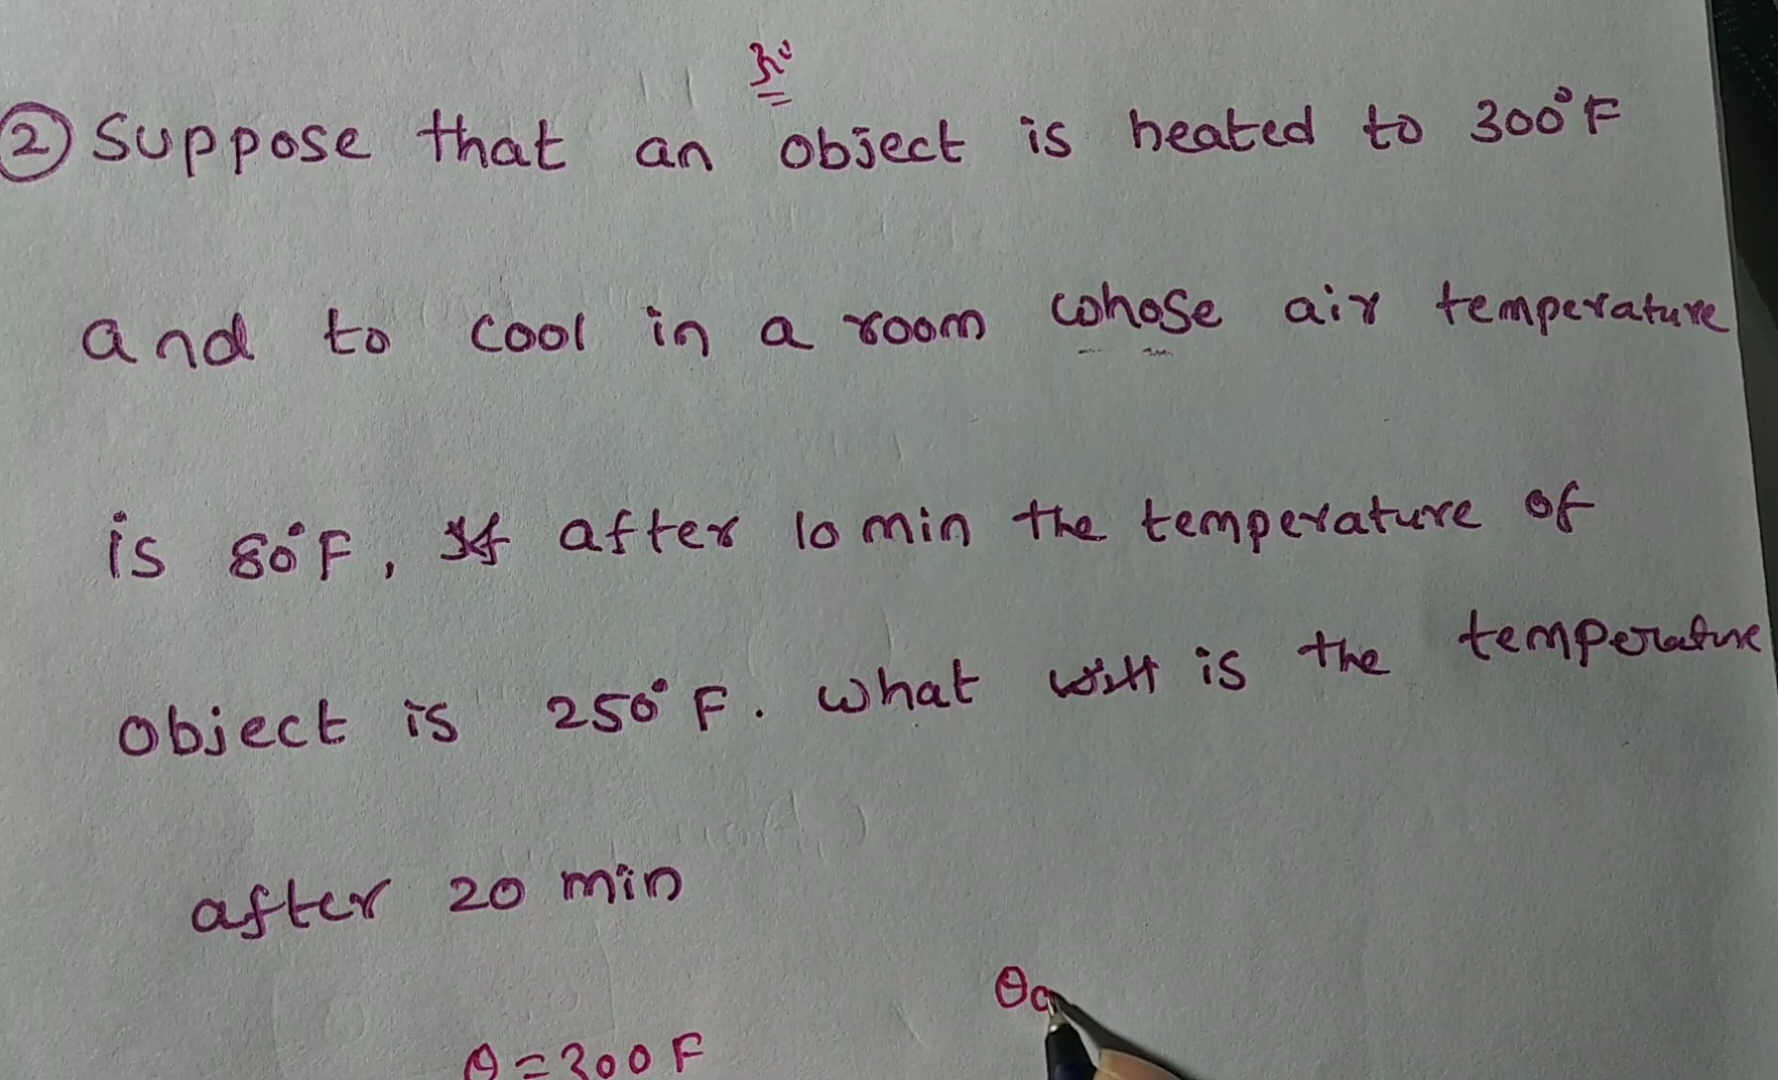 ② Suppose that an object is heated to 300°F
and to cool in a room whose air temperature
is 80°F, If after 10 min the temperature of
object is 250°F. What is the temperature
after 20 min
θ = 300 F